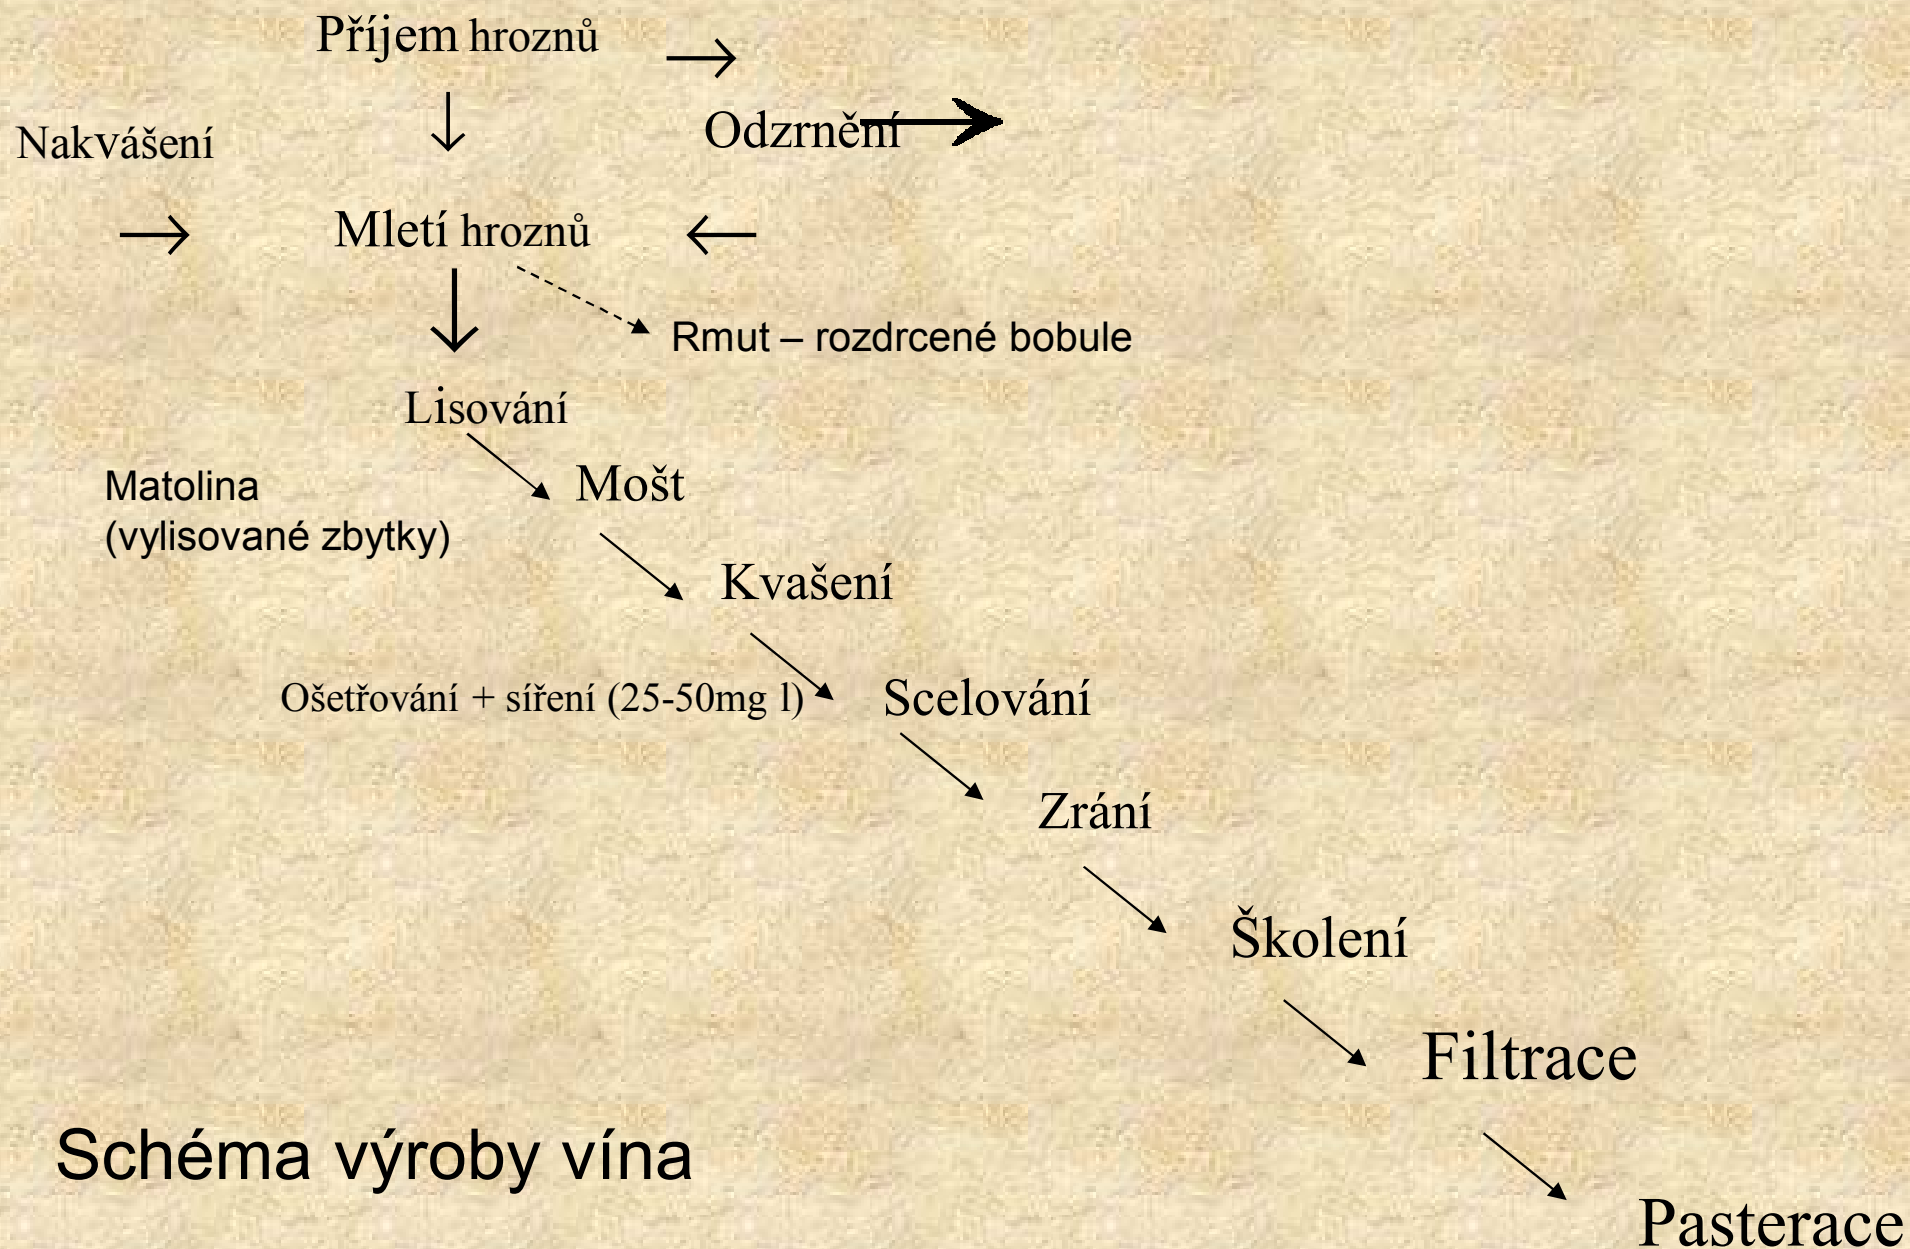 Příjem hroznů
Nakvášení
Odzrnění
Mletí hroznů
Rmut – rozdrcené bobule
Lisování
Mošt
Matolina
(vylisované zbytky)
Kvašení
Ošetřování + síření (25-50mg l)
Scelování
Zrání
Školení
Filtrace
Schéma výroby vína
Pasterace